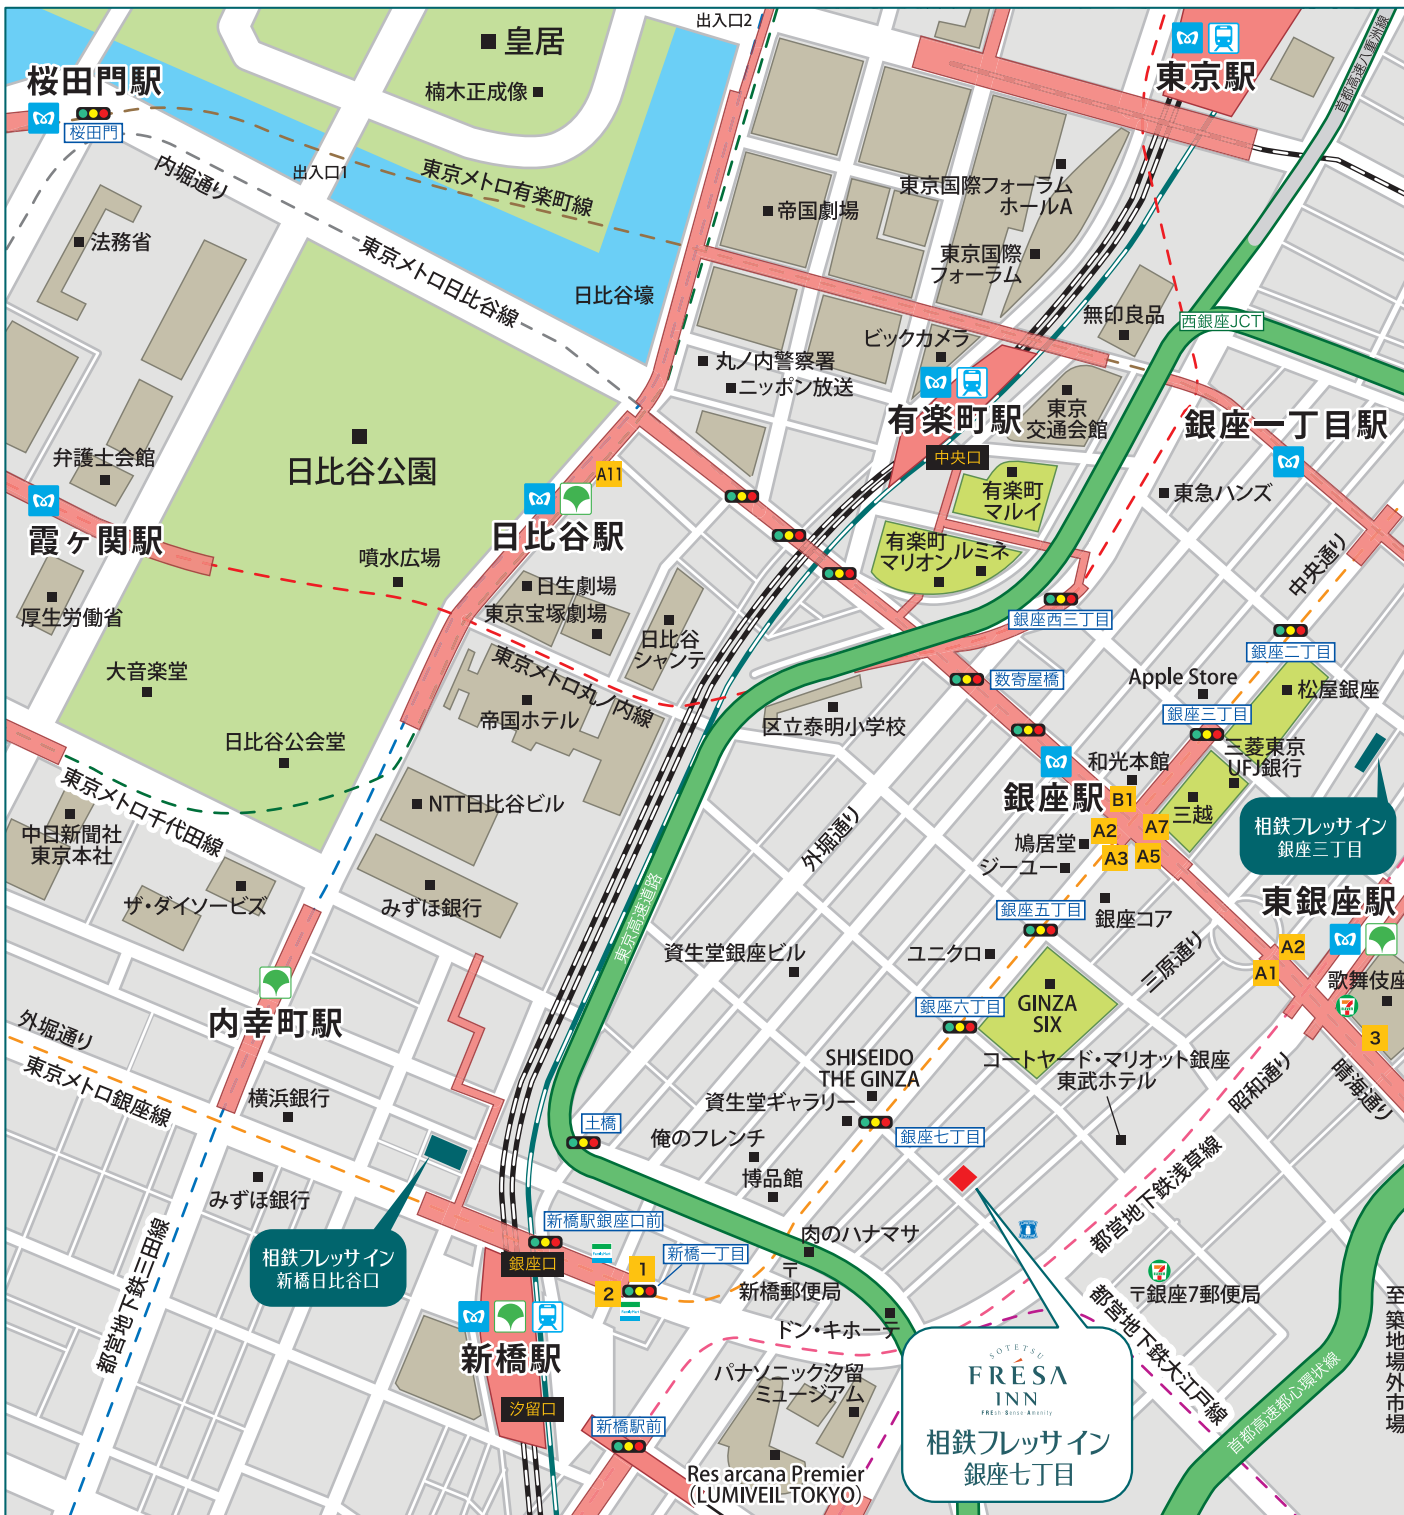 出入口2
皇居
東京駅
首都高速八重洲線
桜田門駅
楠木正成像
桜田門
内堀通り
出入口1
東京メトロ有楽町線
東京国際フォーラム
ホールA
帝国劇場
法務省
東京メトロ日比谷線
東京国際
フォーラム
日比谷壕
無印良品
西銀座JCT
ビックカメラ
丸ノ内警察署
ニッポン放送
有楽町駅
東京
交通会館
銀座一丁目駅
中央口
日比谷公園
弁護士会館
A11
有楽町
マルイ
東急ハンズ
霞ヶ関駅
日比谷駅
有楽町
マリオン
ルミネ
中央通り
噴水広場
日生劇場
東京宝塚劇場
厚生労働省
銀座西三丁目
日比谷
シャンテ
銀座二丁目
大音楽堂
東京メトロ丸ノ内線
数寄屋橋
Apple Store
松屋銀座
帝国ホテル
区立泰明小学校
銀座三丁目
日比谷公会堂
三菱東京
UFJ銀行
和光本館
東京メトロ千代田線
NTT日比谷ビル
銀座駅
B1
三越
中日新聞社
東京本社
外堀通り
A2
A7
相鉄フレッサイン
銀座三丁目
鳩居堂
A3
A5
ジーユー
ザ・ダイソービズ
みずほ銀行
東京高速道路
銀座五丁目
銀座コア
東銀座駅
資生堂銀座ビル
ユニクロ
三原通り
A2
A1
歌舞伎座
内幸町駅
銀座六丁目
GINZA
SIX
3
外堀通り
東京メトロ銀座線
SHISEIDO
THE GINZA
コートヤード・マリオット銀座
東武ホテル
昭和通り
晴海通り
横浜銀行
資生堂ギャラリー
土橋
俺のフレンチ
銀座七丁目
博品館
都営地下鉄浅草線
みずほ銀行
都営地下鉄三田線
新橋駅銀座口前
相鉄フレッサイン
新橋日比谷口
銀座口
新橋一丁目
肉のハナマサ
1
2
〒
新橋郵便局
〒銀座7郵便局
ドン・キホーテ
都営地下鉄大江戸線
至 築地場外市場
新橋駅
SOTETSU
FRESA
INN
FREsh Sense Amenity
相鉄フレッサイン
銀座七丁目
パナソニック汐留
ミュージアム
首都高速都心環状線
汐留口
新橋駅前
Res arcana Premier
(LUMIVEIL TOKYO)